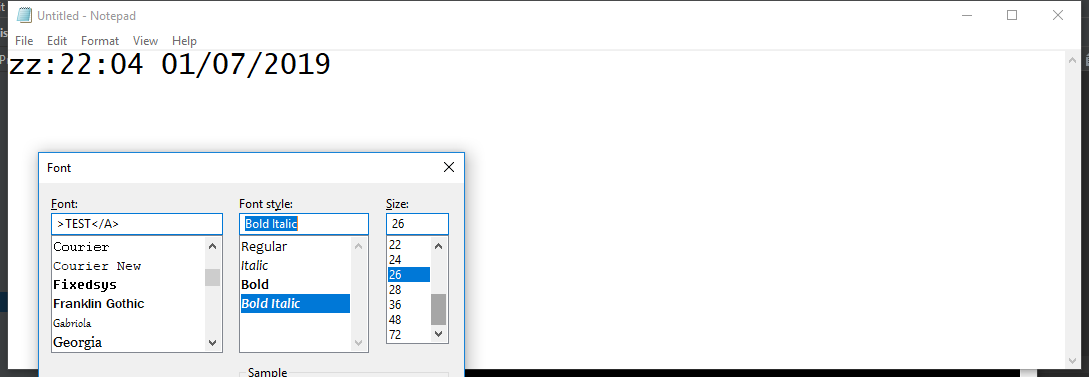 Untitled - Notepad
File Edit Format View Help
zz:22:04 01/07/2019
Font
Font: Font style: Size:
>TEST</A> Bold Italic 26
Courier
Courier New
Fixedsys
Franklin Gothic
Gabriola
Georgia
Regular
Italic
Bold
Bold Italic
22
24
26
28
36
48
72
Sample